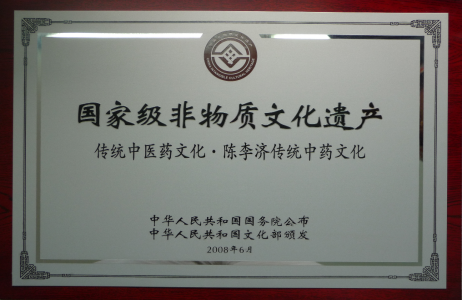 国家级非物质文化遗产
传统中医药文化·陈李济传统中药文化
中华人民共和国国务院公布
中华人民共和国文化部颁发
2008年6月